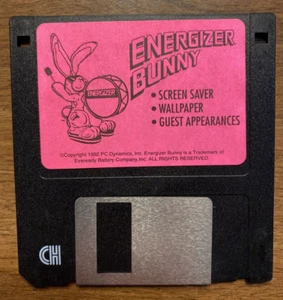 ENERGIZER
BUNNY
ENERGIZER
• SCREEN SAVER
• WALLPAPER
• GUEST APPEARANCES
©Copyright 1992 PC Dynamics, Inc. Energizer Bunny is a Trademark of
Eveready Battery Company, Inc. ALL RIGHTS RESERVED.